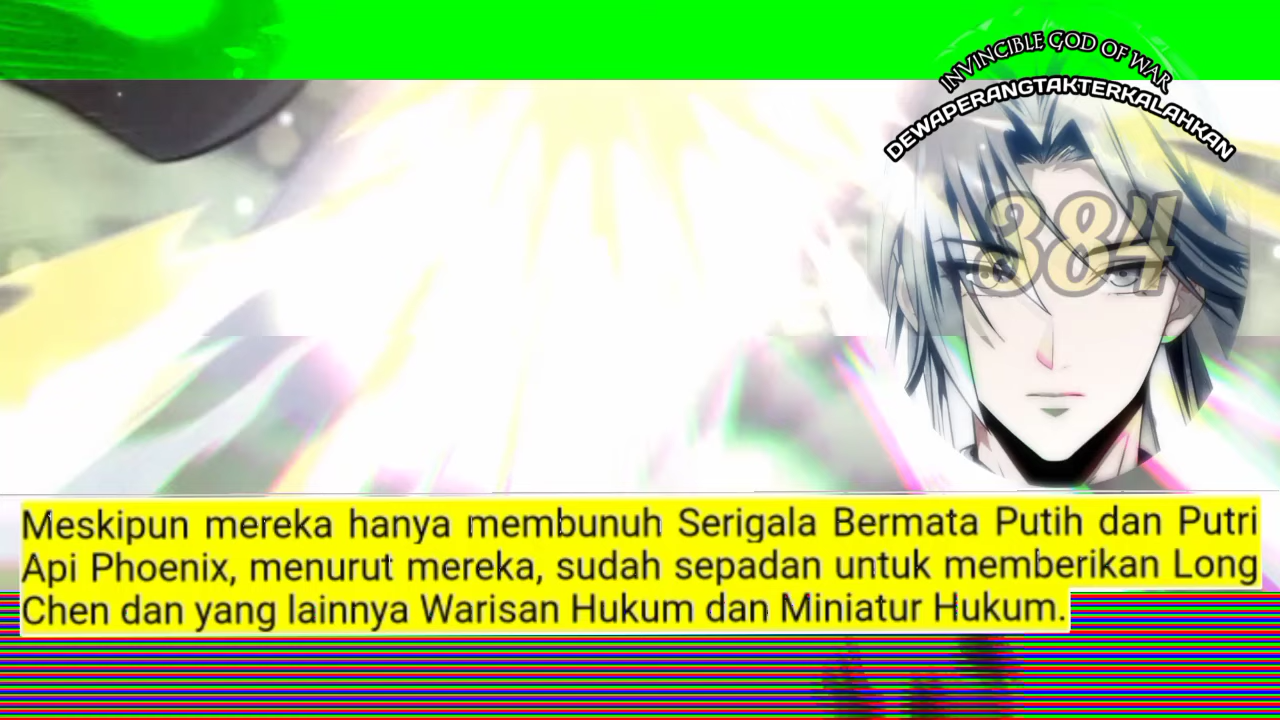 INVINCIBLE GOD OF WAR
DEWAPERANGTAKTERKALAHKAN
384
Meskipun mereka hanya membunuh Serigala Bermata Putih dan Putri
Api Phoenix, menurut mereka, sudah sepadan untuk memberikan Long
Chen dan yang lainnya Warisan Hukum dan Miniatur Hukum.